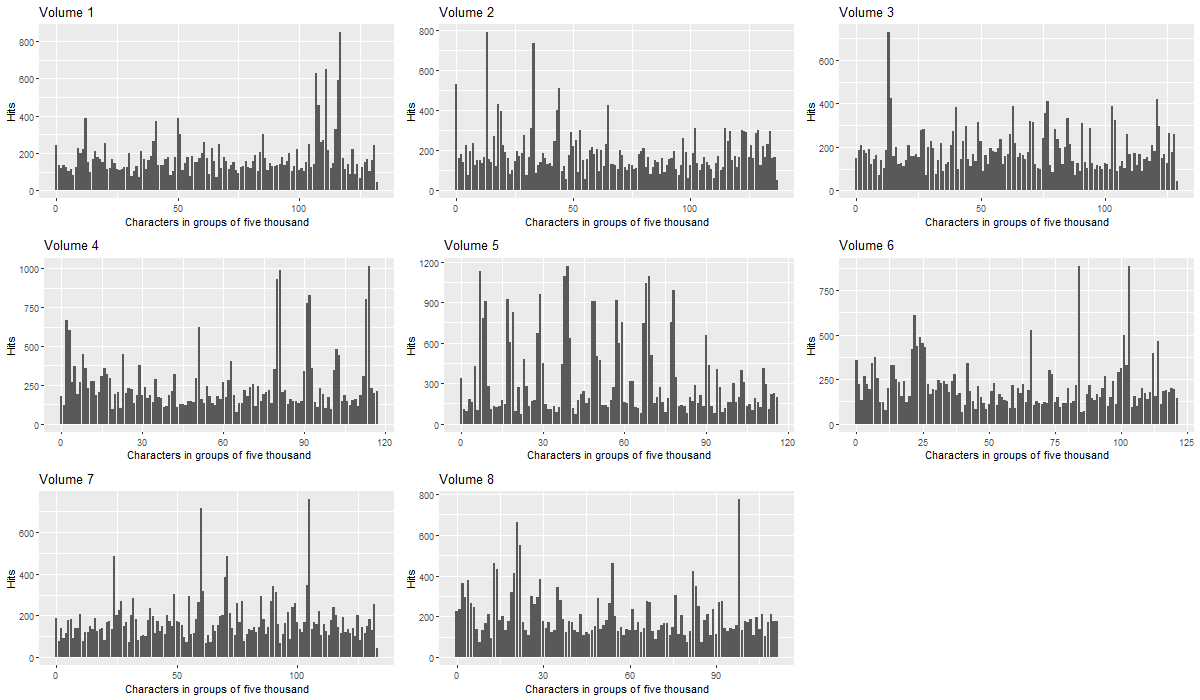 Volume 1
Hits
800
600
400
200
0
0 50 100
Characters in groups of five thousand
Volume 2
Hits
800
600
400
200
0
0 50 100
Characters in groups of five thousand
Volume 3
Hits
600
400
200
0
0 50 100
Characters in groups of five thousand
Volume 4
Hits
1000
750
500
250
0
0 30 60 90 120
Characters in groups of five thousand
Volume 5
Hits
1200
900
600
300
0
0 30 60 90 120
Characters in groups of five thousand
Volume 6
Hits
750
500
250
0
0 25 50 75 100 125
Characters in groups of five thousand
Volume 7
Hits
600
400
200
0
0 50 100
Characters in groups of five thousand
Volume 8
Hits
800
600
400
200
0
0 30 60 90
Characters in groups of five thousand